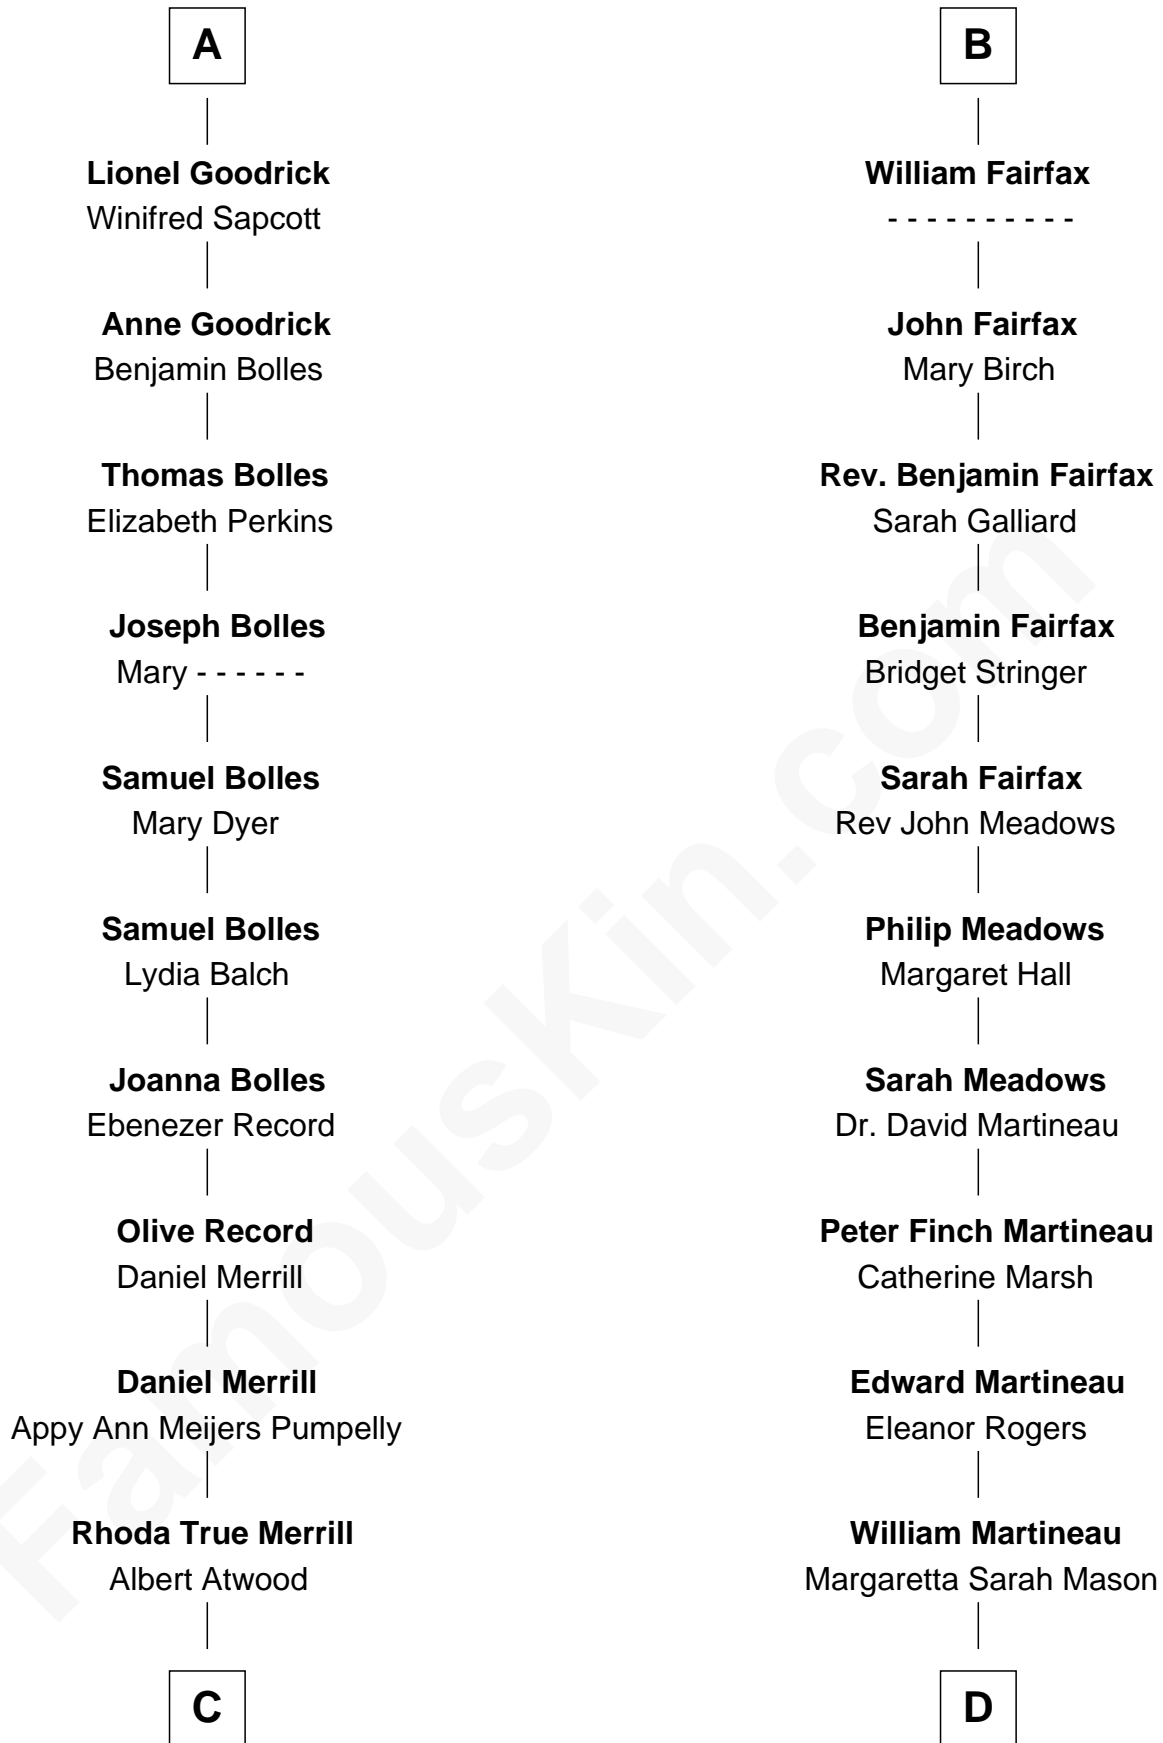 A
Lionel Goodrick
Winifred Sapcott
Anne Goodrick
Benjamin Bolles
Thomas Bolles
Elizabeth Perkins
Joseph Bolles
Mary - - - - - -
Samuel Bolles
Mary Dyer
Samuel Bolles
Lydia Balch
Joanna Bolles
Ebenezer Record
Olive Record
Daniel Merrill
Daniel Merrill
Appy Ann Meijers Pumpelly
Rhoda True Merrill
Albert Atwood
C
B
William Fairfax
- - - - - - - - - -
John Fairfax
Mary Birch
Rev. Benjamin Fairfax
Sarah Galliard
Benjamin Fairfax
Bridget Stringer
Sarah Fairfax
Rev John Meadows
Philip Meadows
Margaret Hall
Sarah Meadows
Dr. David Martineau
Peter Finch Martineau
Catherine Marsh
Edward Martineau
Eleanor Rogers
William Martineau
Margaretta Sarah Mason
D
FamousKin.com